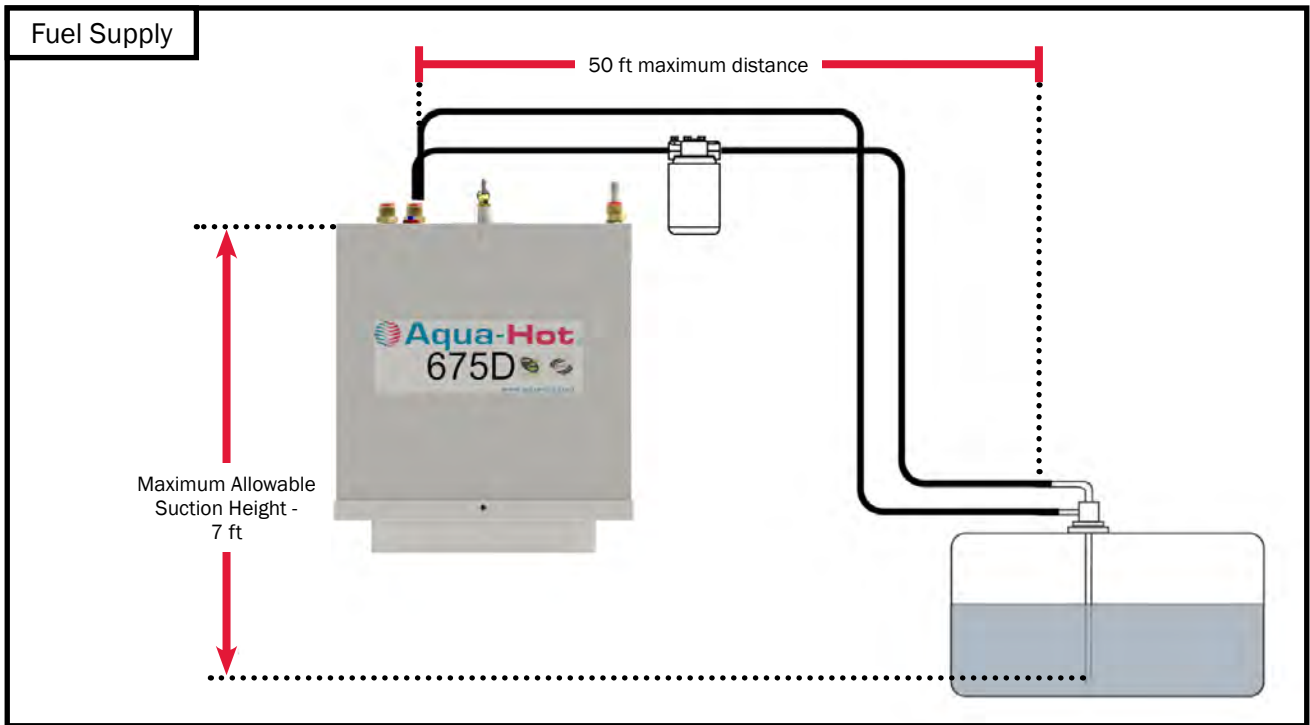 Fuel Supply
50 ft maximum distance
Aqua-Hot
675D
Maximum Allowable
Suction Height -
7 ft